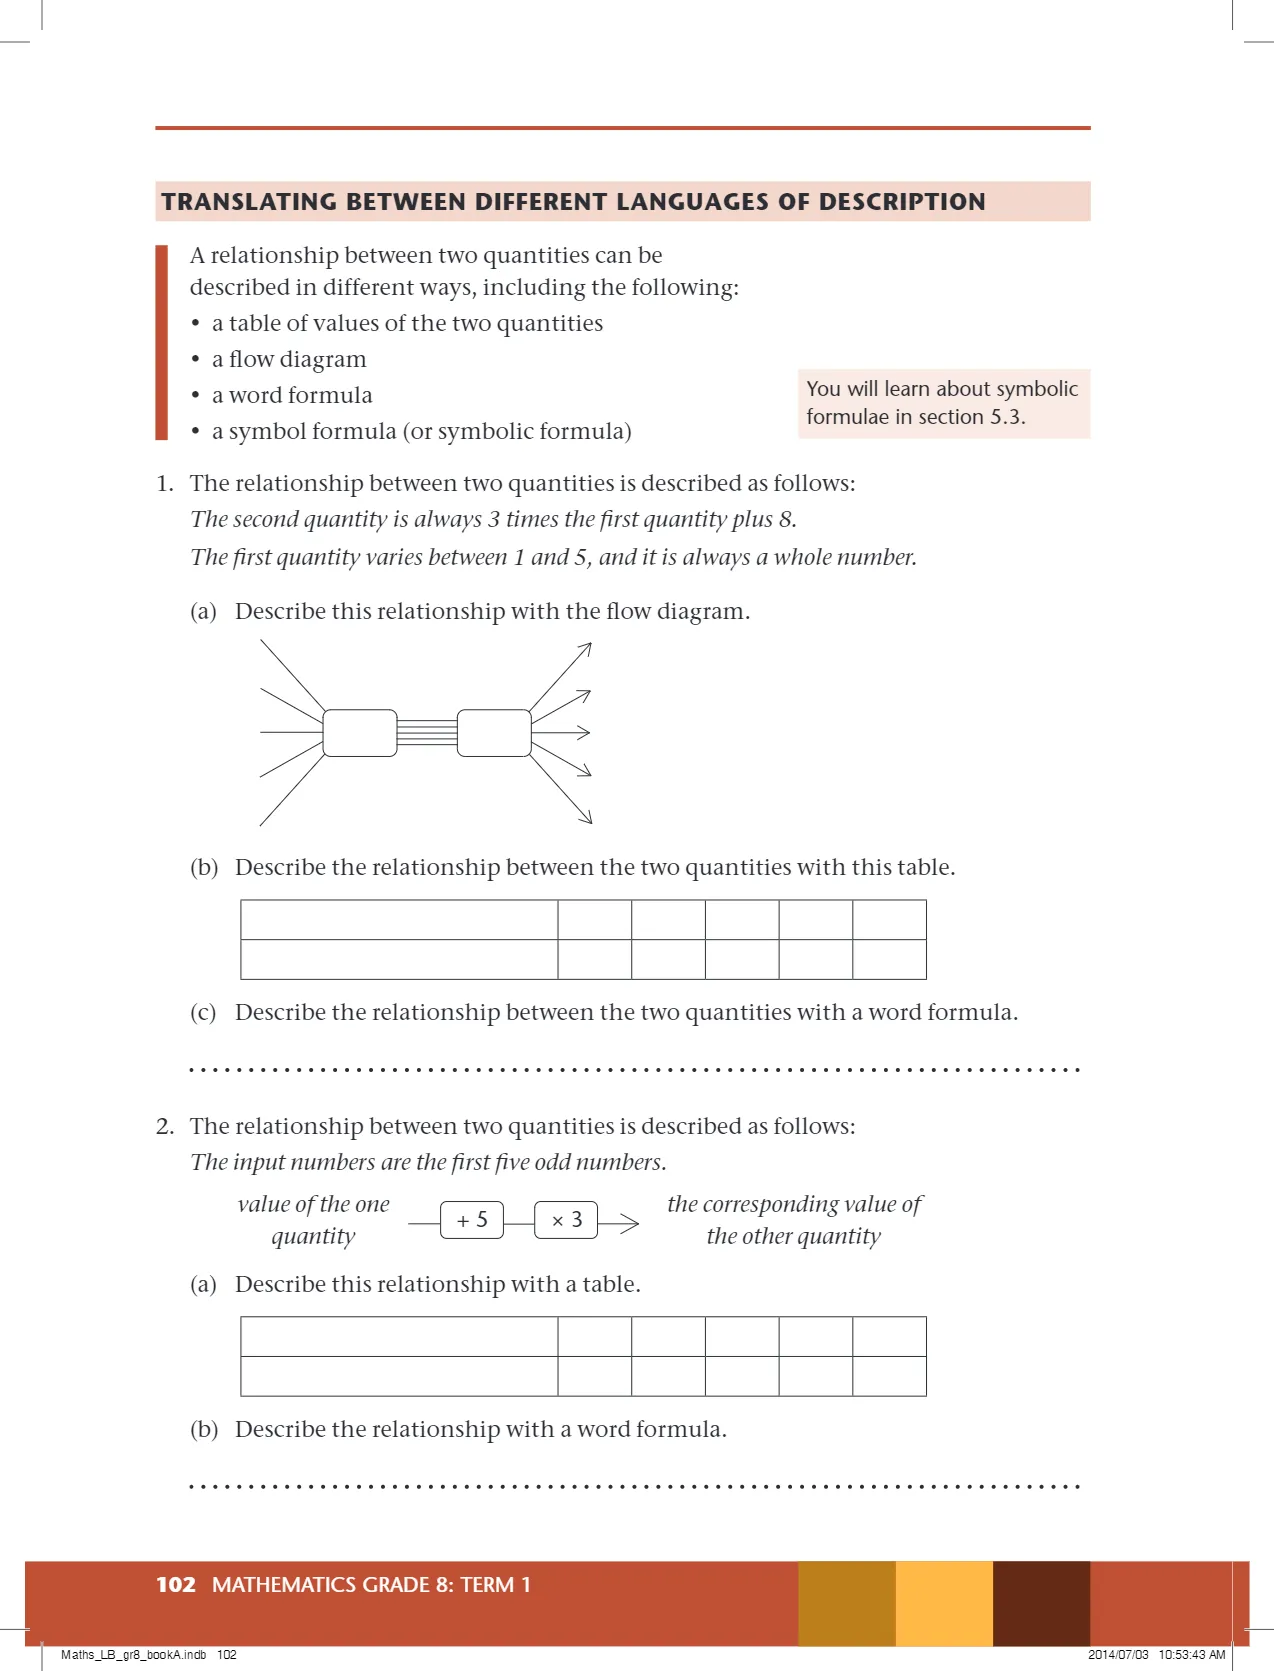 TRANSLATING BETWEEN DIFFERENT LANGUAGES OF DESCRIPTION
A relationship between two quantities can be
described in different ways, including the following:
• a table of values of the two quantities
• a flow diagram
• a word formula
• a symbol formula (or symbolic formula)
You will learn about symbolic
formulae in section 5.3.
1. The relationship between two quantities is described as follows:
The second quantity is always 3 times the first quantity plus 8.
The first quantity varies between 1 and 5, and it is always a whole number.
(a) Describe this relationship with the flow diagram.
(b) Describe the relationship between the two quantities with this table.
(c) Describe the relationship between the two quantities with a word formula.
2. The relationship between two quantities is described as follows:
The input numbers are the first five odd numbers.
value of the one
quantity
+ 5
× 3
the corresponding value of
the other quantity
(a) Describe this relationship with a table.
(b) Describe the relationship with a word formula.
102 MATHEMATICS GRADE 8: TERM 1
Maths_LB_gr8_bookA.indb 102
2014/07/03 10:53:43 AM